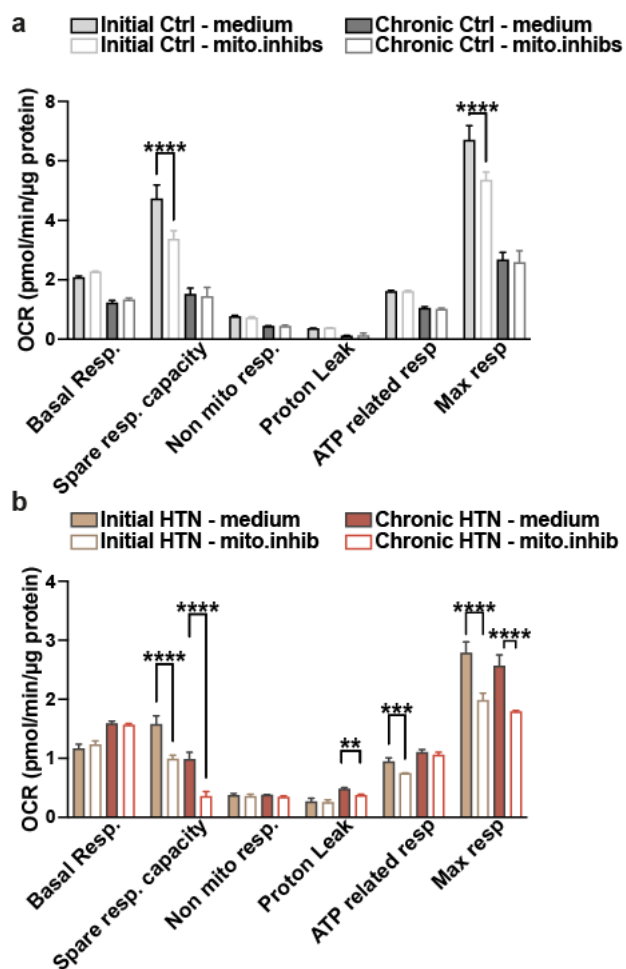 a
Initial Ctrl - medium Chronic Ctrl - medium
Initial Ctrl - mito.inhibs Chronic Ctrl - mito.inhibs
OCR (pmol/min/µg protein)
8
6
4
2
0
****
****
Basal Resp.
Spare resp. capacity
Non mito resp.
Proton Leak
ATP related resp
Max resp
b
Initial HTN - medium Chronic HTN - medium
Initial HTN - mito.inhib Chronic HTN - mito.inhib
OCR (pmol/min/µg protein)
4
3
2
1
0
****
****
**
***
****
****
Basal Resp.
Spare resp. capacity
Non mito resp.
Proton Leak
ATP related resp
Max resp